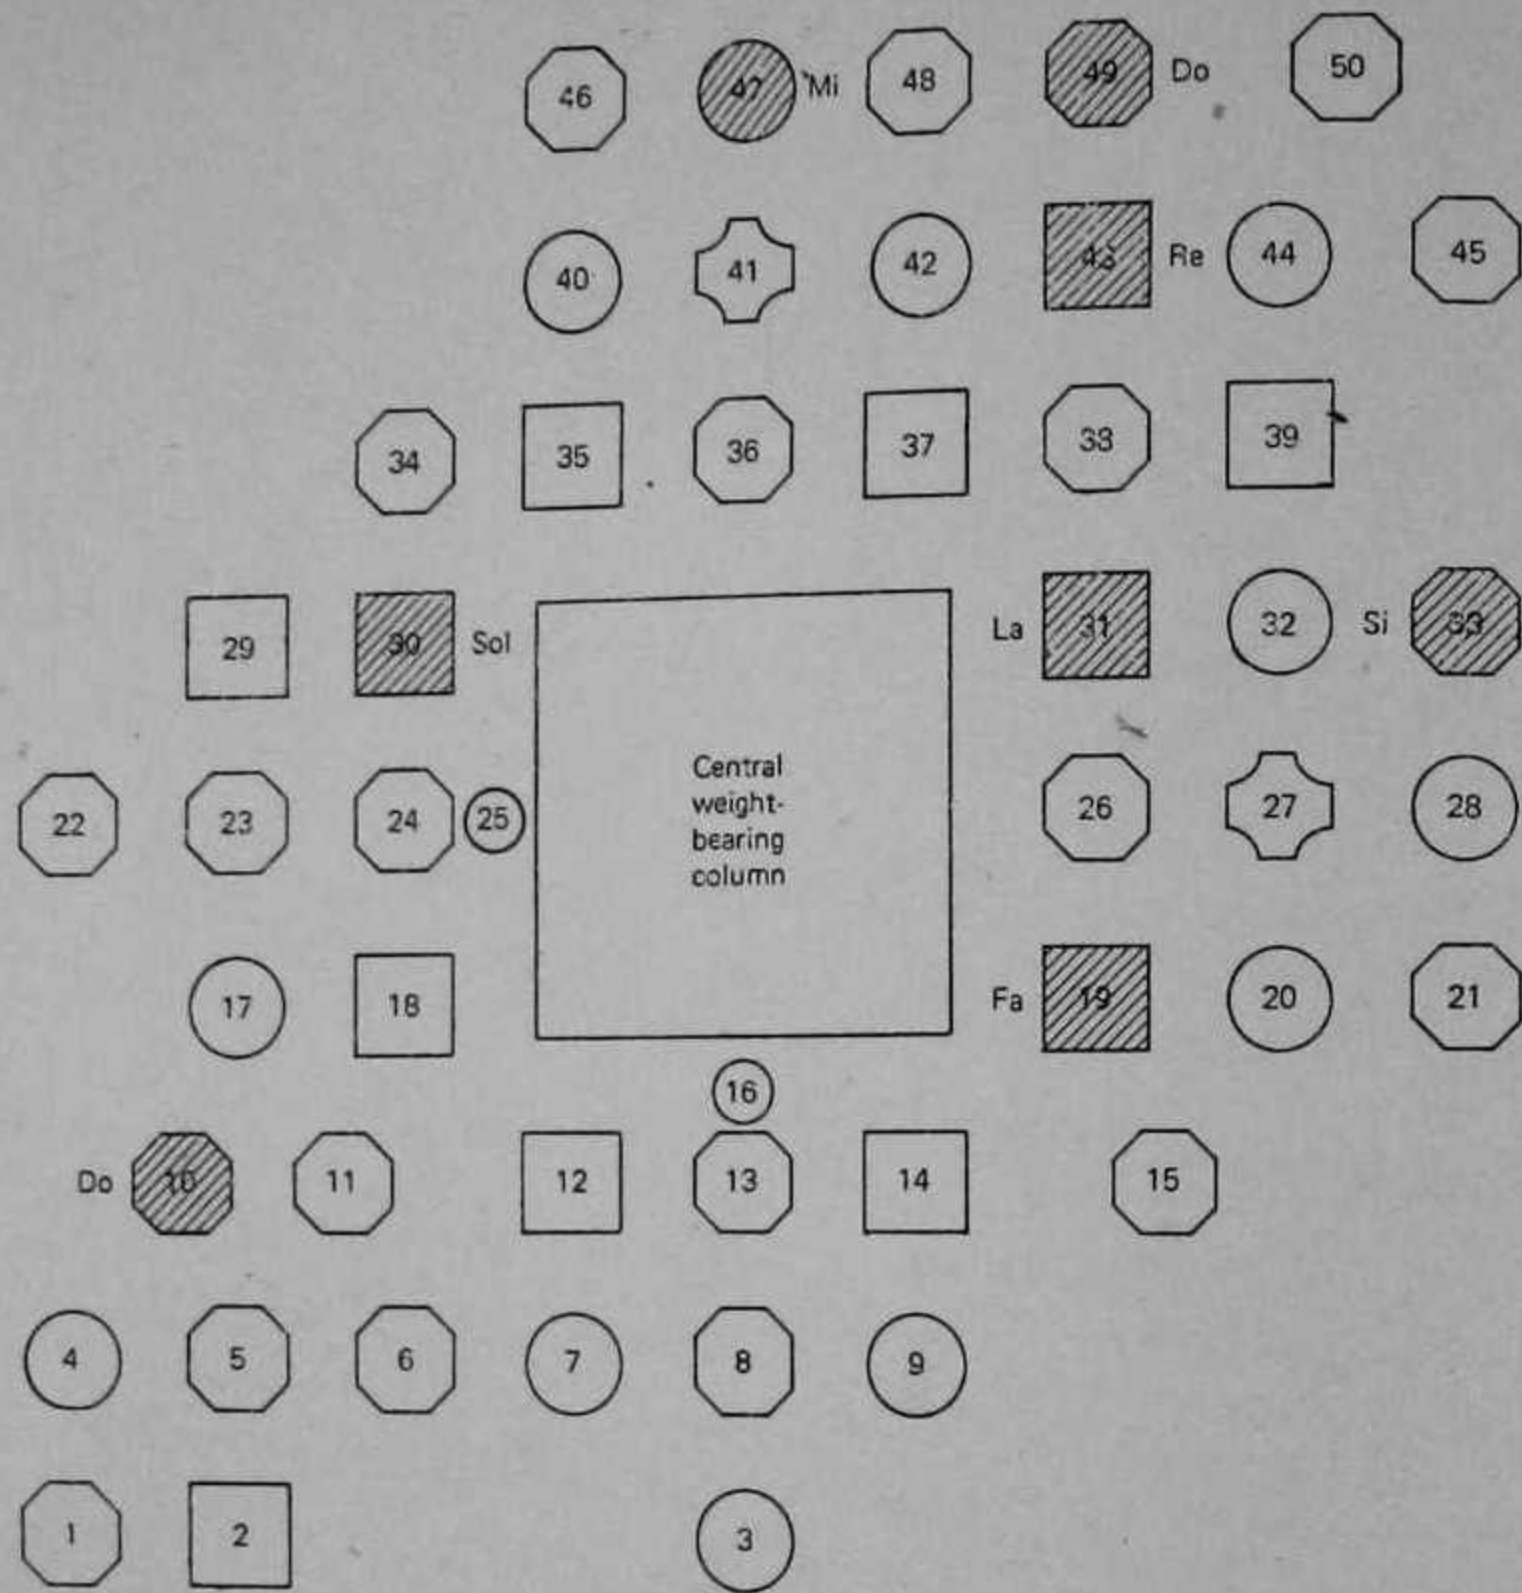 46 47 Mi 48 49 Do 50
40 41 42 43 Re 44 45
34 35 36 37 38 39
29 30 Sol La 31 32 Si 33
22 23 24 25 26 27 28
Central
weight-
bearing
column
17 18 Fa 19 20 21
16
Do 10 11 12 13 14 15
4 5 6 7 8 9
1 2 3